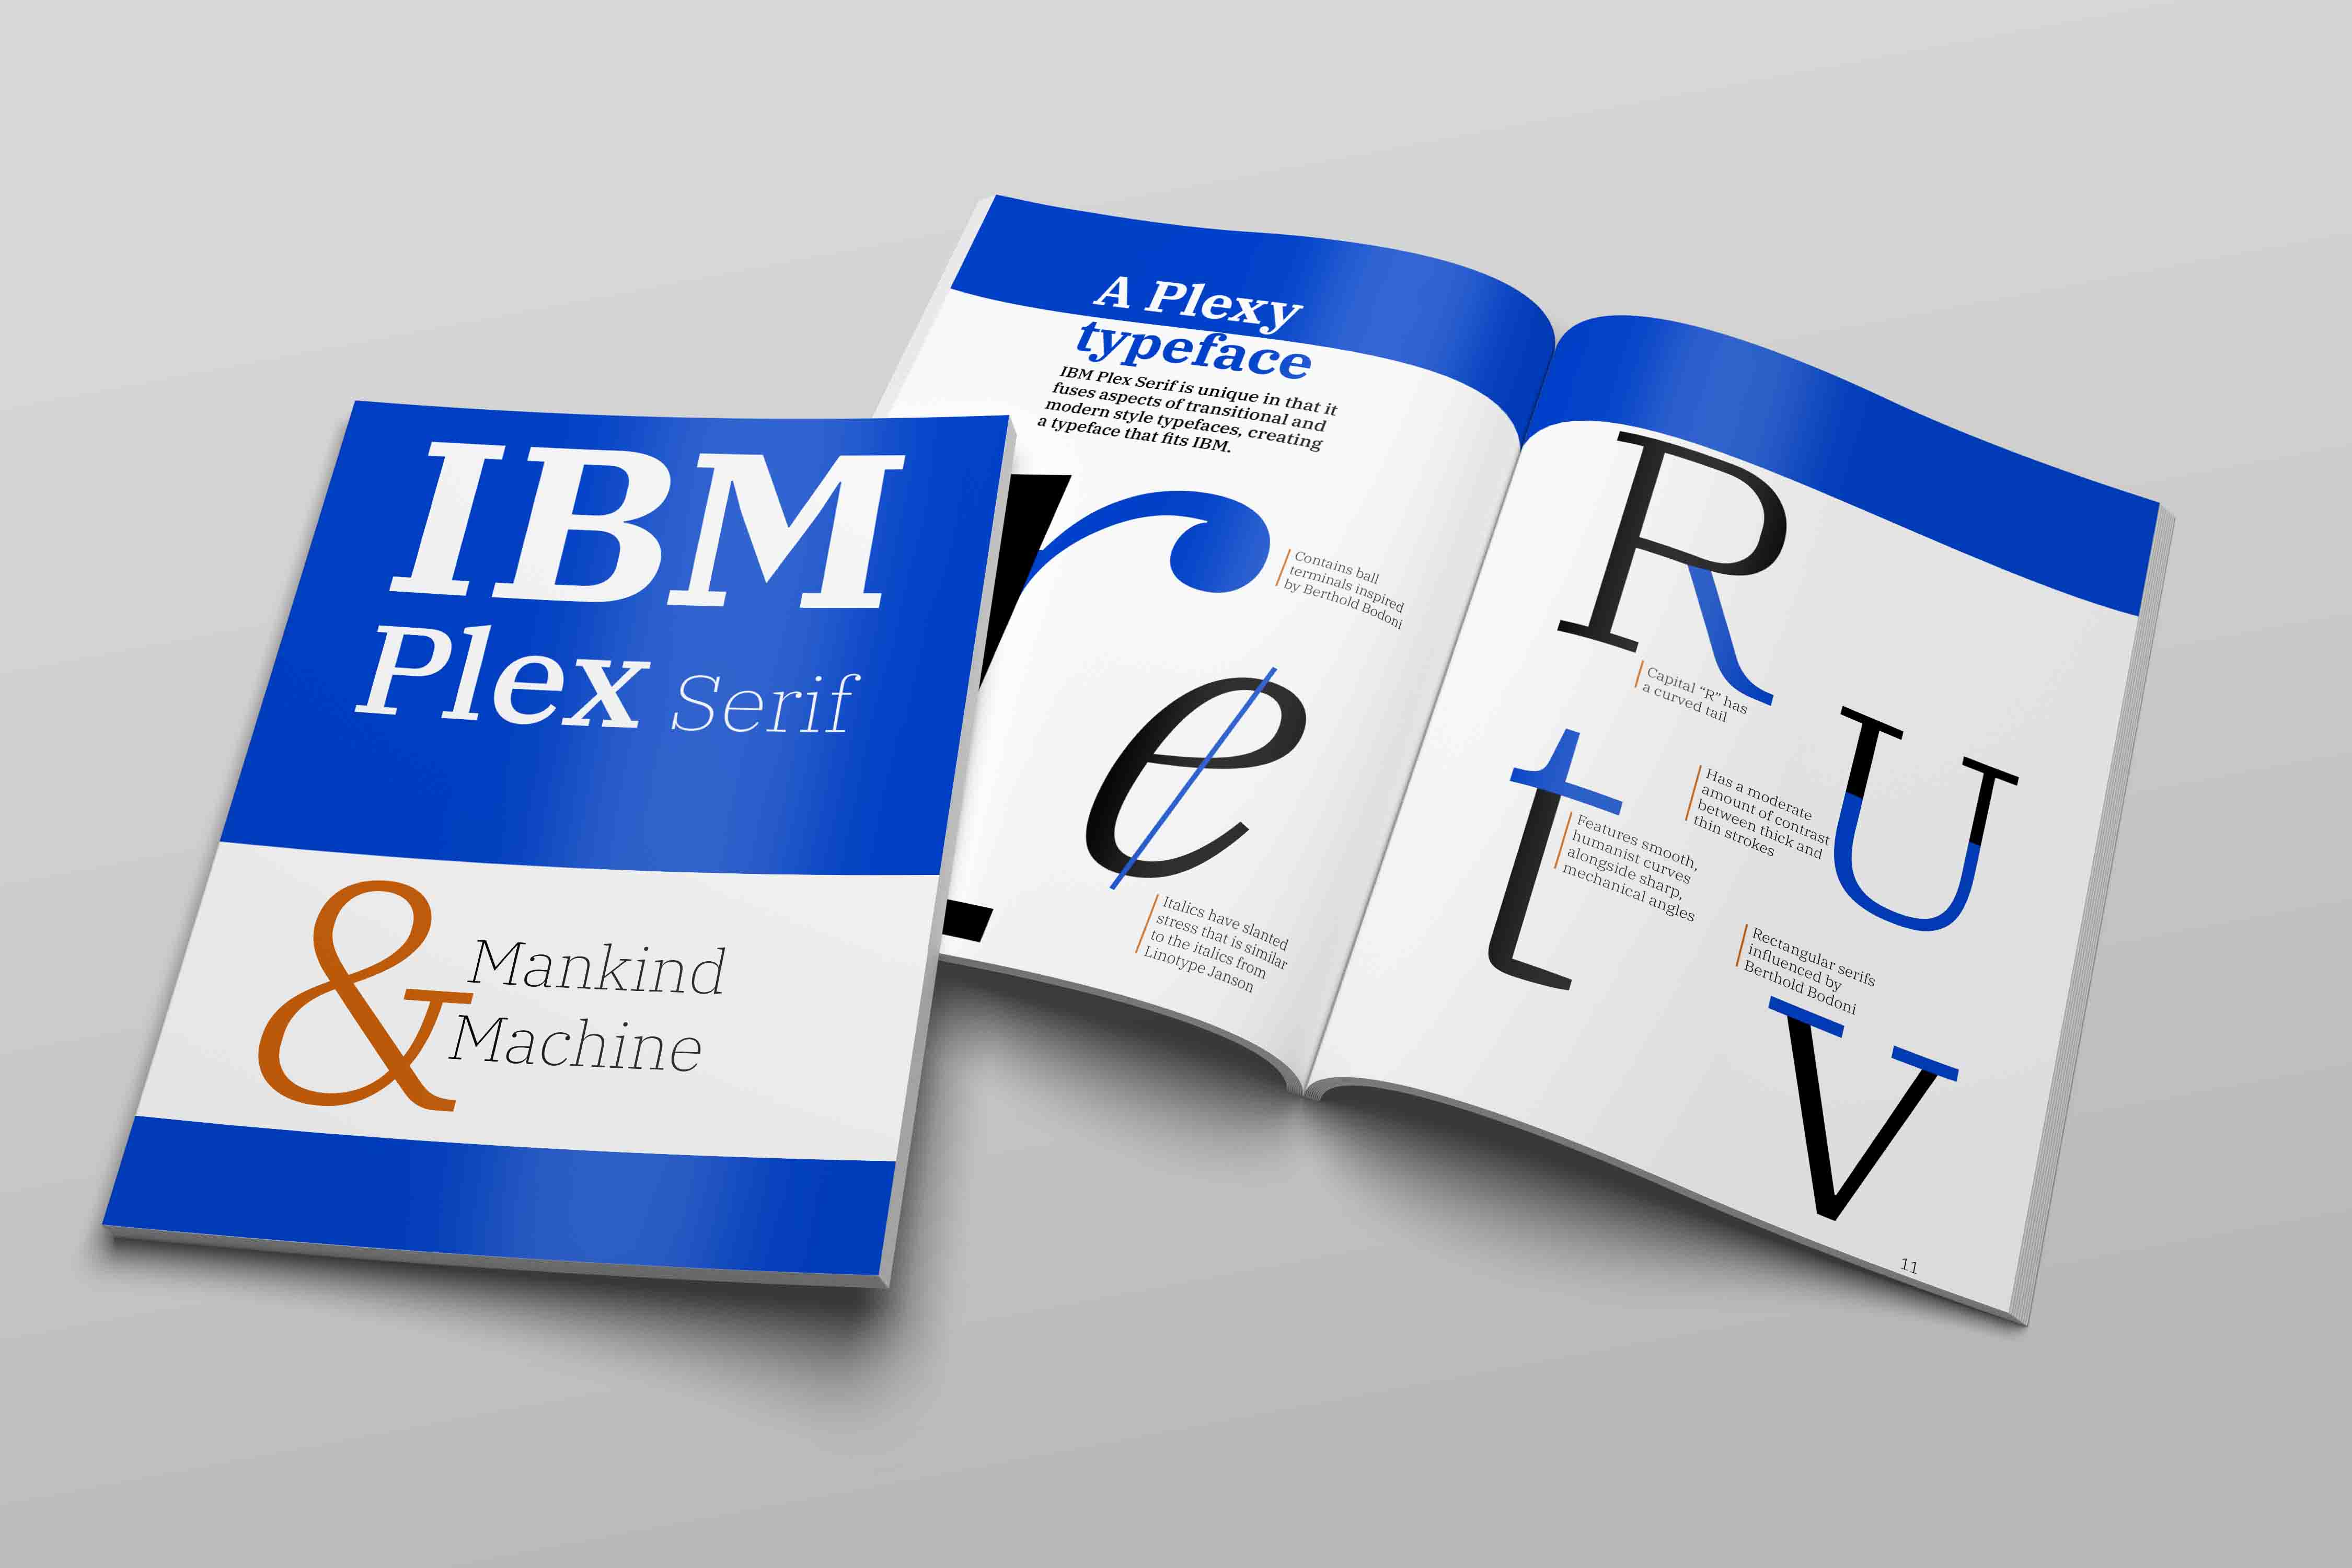 IBM
Plex Serif
& Mankind
Machine
A Plexy
typeface
IBM Plex Serif is unique in that it
fuses aspects of transitional and
modern style typefaces, creating
a typeface that fits IBM.
r
Contains ball
terminals inspired
by Berthold Bodoni
e
Italics have slanted
stress that is similar
to the italics from
Linotype Janson
R
Capital “R” has
a curved tail
U
Has a moderate
amount of contrast
between thick and
thin strokes
t
Features smooth,
humanist curves
alongside sharp,
mechanical angles
Rectangular serifs
influenced by
Berthold Bodoni
V
11